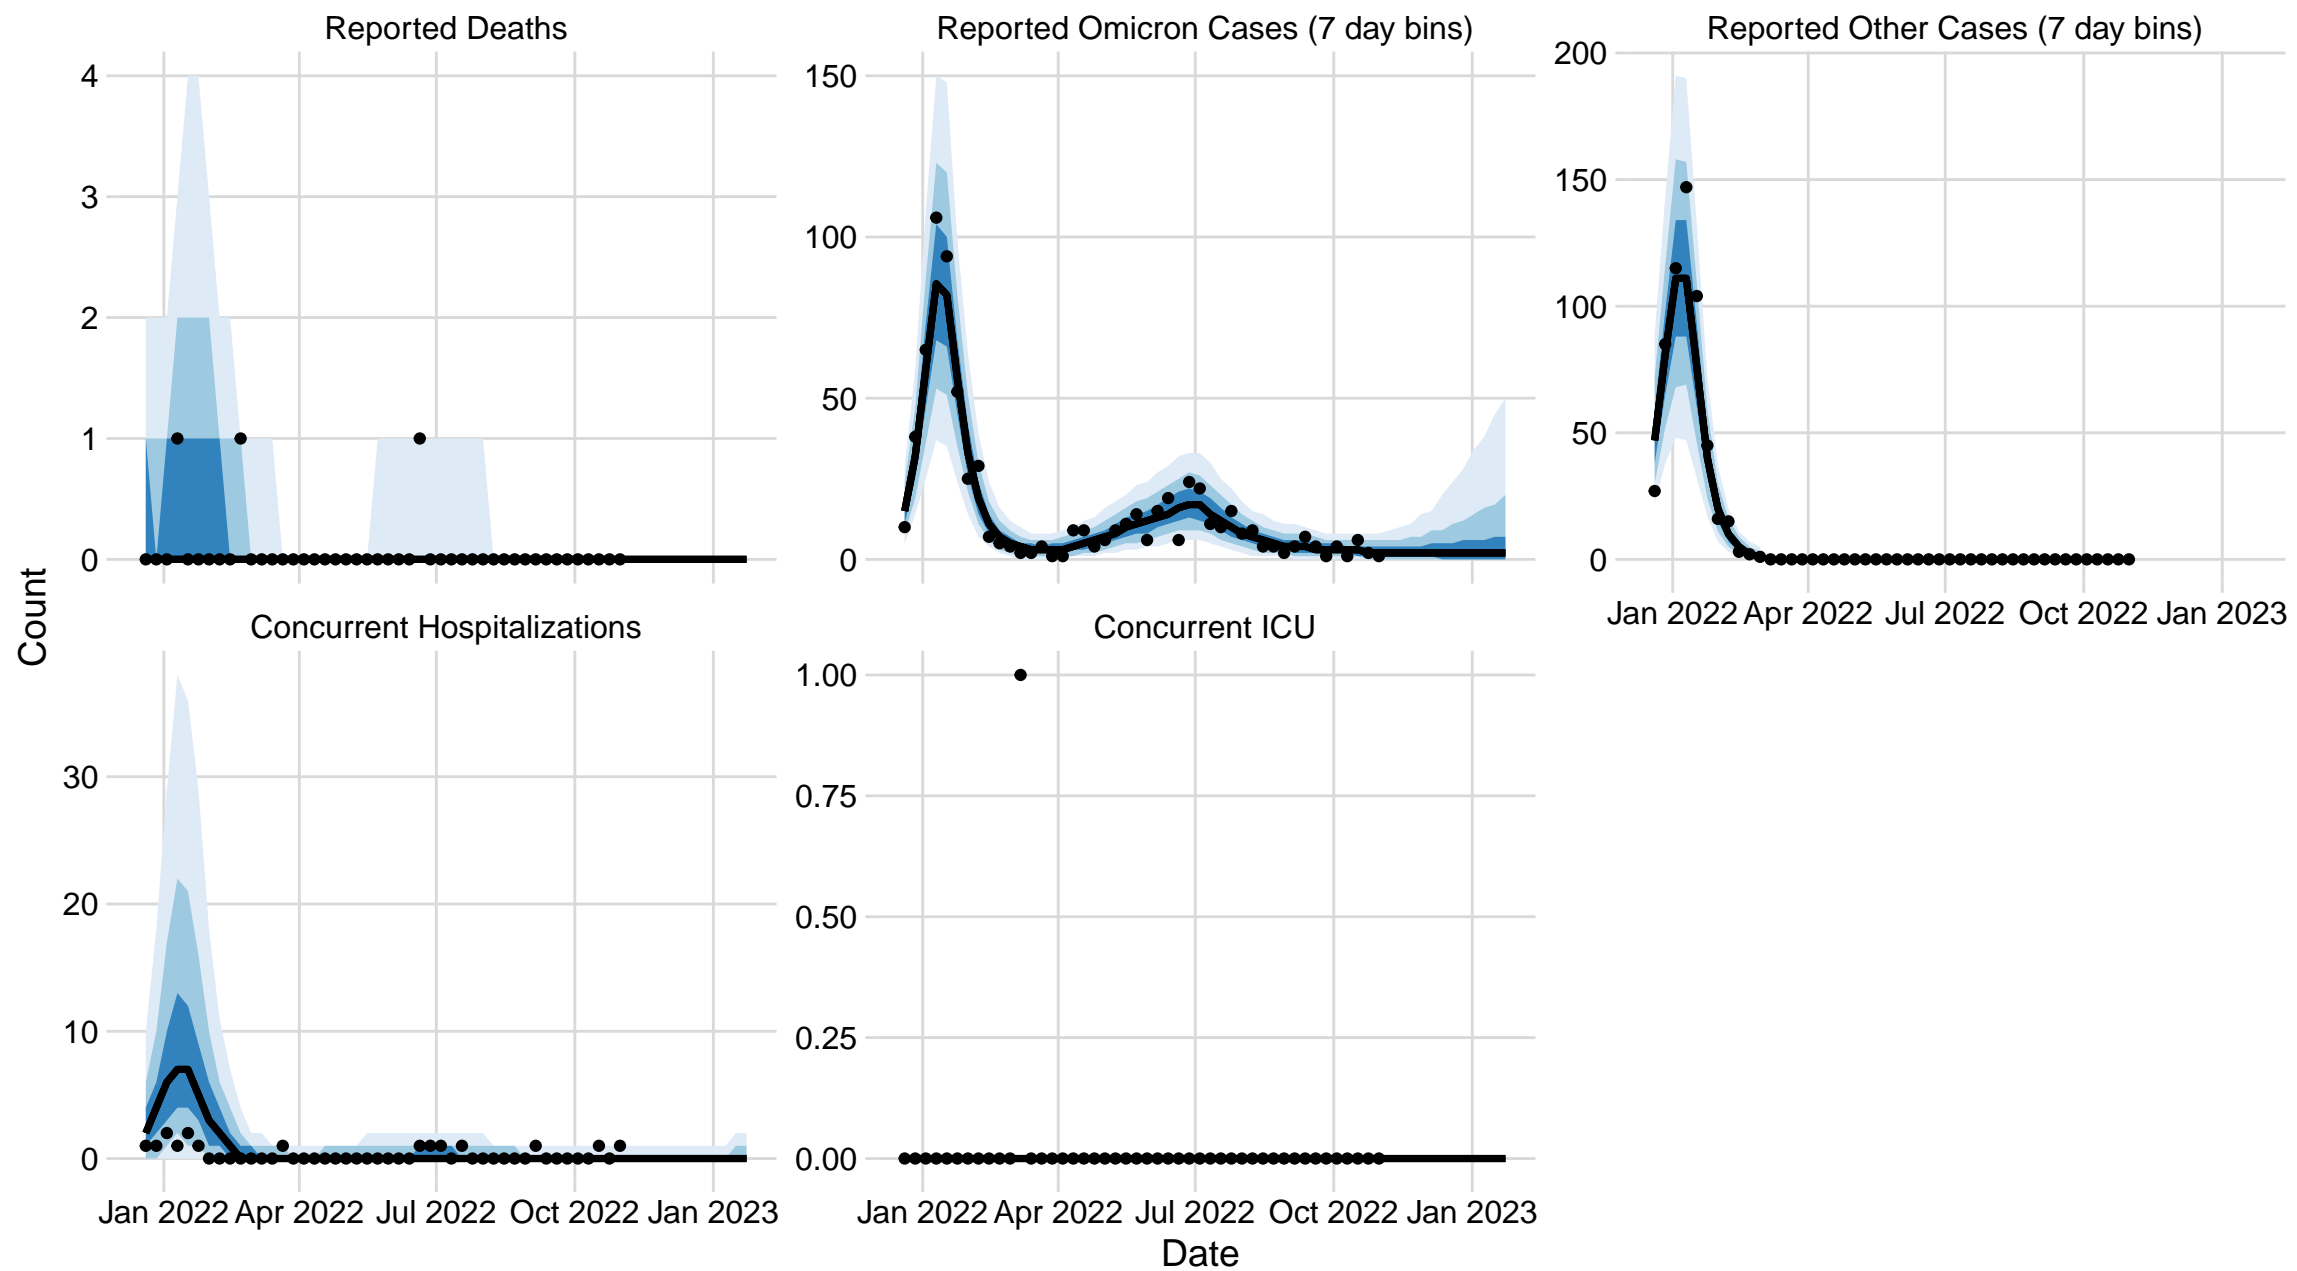 Reported Deaths
Reported Omicron Cases (7 day bins)
Reported Other Cases (7 day bins)
4
3
2
1
0
150
100
50
0
200
150
100
50
0
Jan 2022 Apr 2022 Jul 2022 Oct 2022 Jan 2023
Count
Concurrent Hospitalizations
Concurrent ICU
30
20
10
0
1.00
0.75
0.50
0.25
0.00
Jan 2022 Apr 2022 Jul 2022 Oct 2022 Jan 2023
Jan 2022 Apr 2022 Jul 2022 Oct 2022 Jan 2023
Date